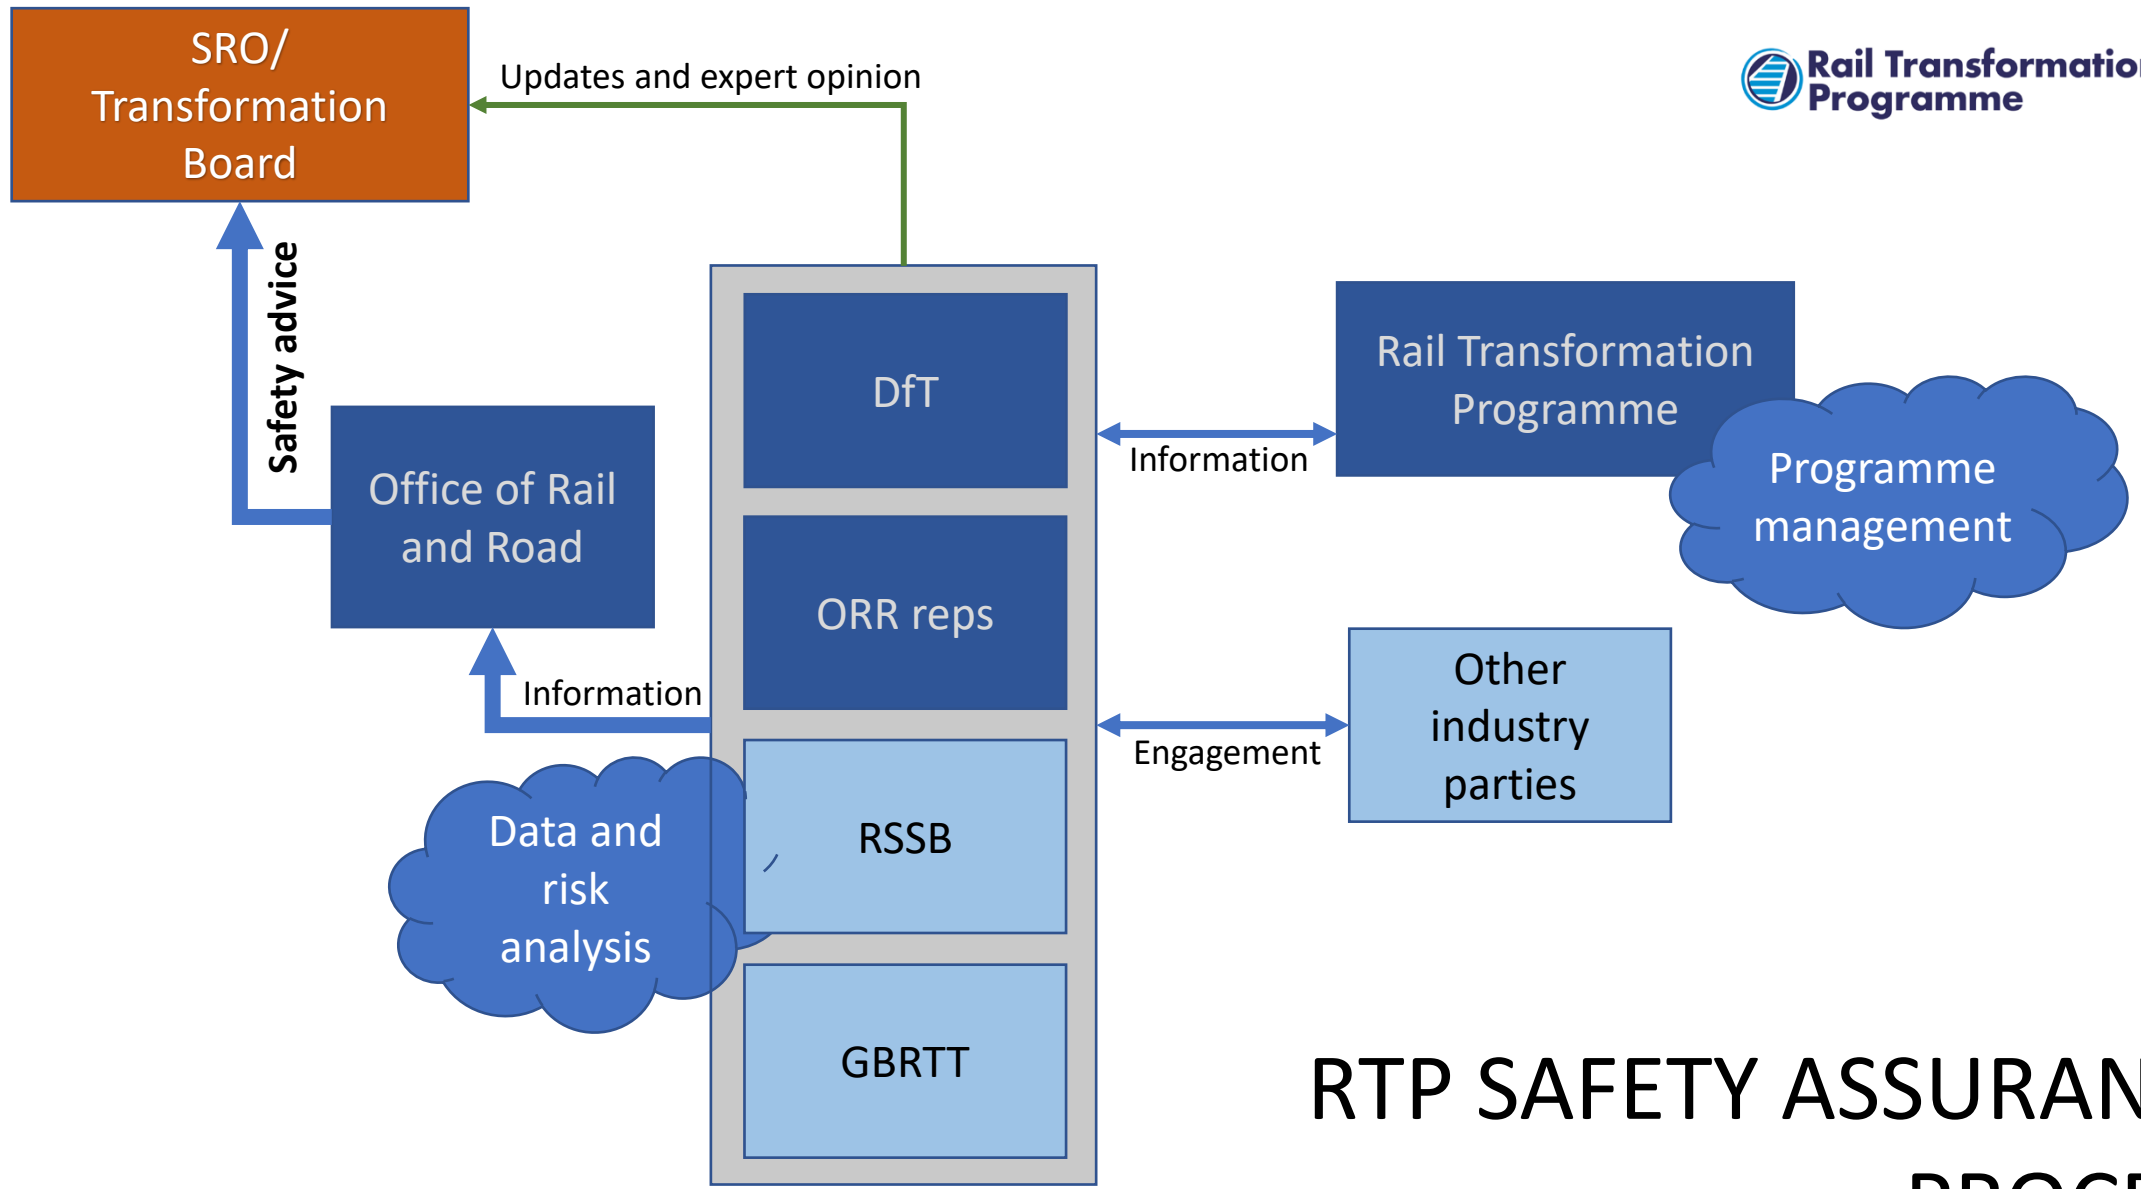 SRO/
Transformation
Board
Updates and expert opinion
Rail Transformation
Programme
Safety advice
DfT
Rail Transformation
Programme
Information
Programme
management
Office of Rail
and Road
ORR reps
Information
Other
industry
parties
Engagement
Data and
risk
analysis
RSSB
GBRTT
RTP SAFETY ASSURAN